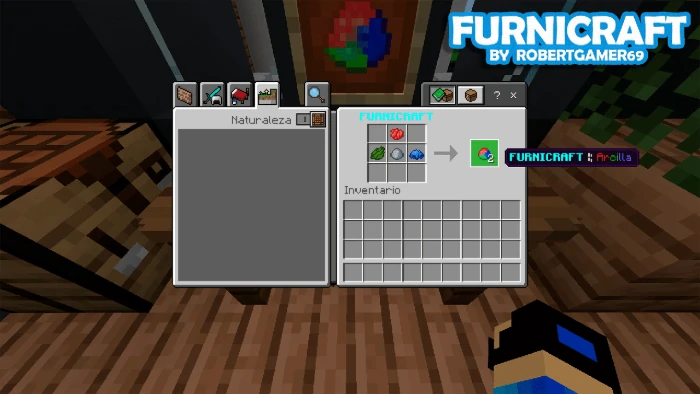 FURNICRAFT
BY ROBERTGAMER69
Naturaleza
? ×
FURNICRAFT
2
FURNICRAFT : Arcilla
Inventario